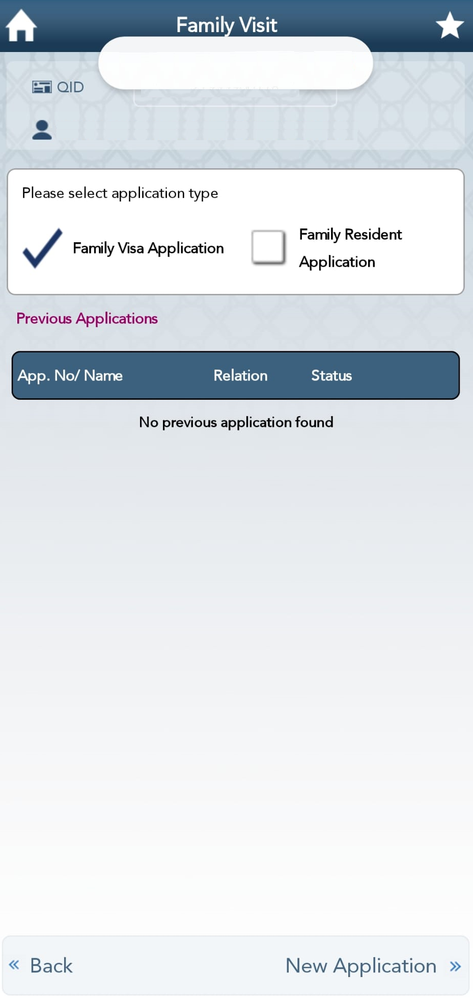 Family Visit
QID
Please select application type
Family Visa Application
Family Resident
Application
Previous Applications
App. No/ Name Relation Status
No previous application found
« Back New Application »